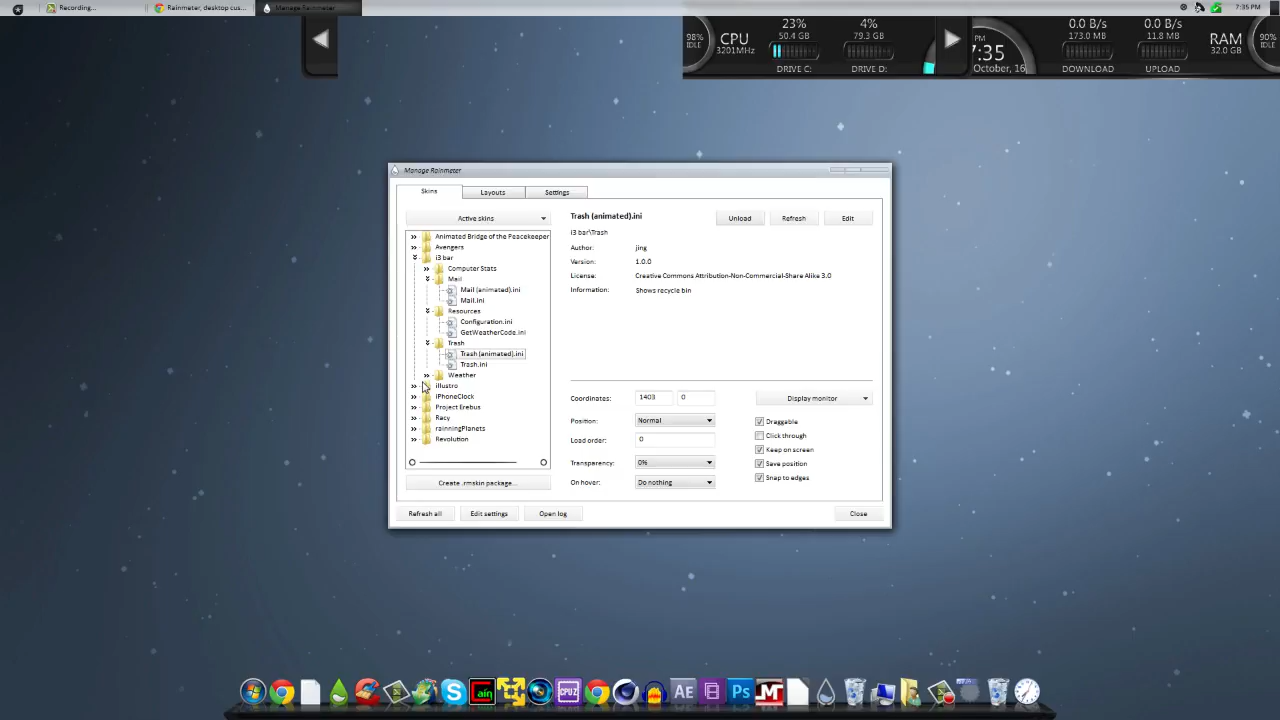 Recording...
Rainmeter, desktop cus...
Manage Rainmeter
7:35 PM
98%
IDLE
CPU
3201MHz
23%
50.4 GB
DRIVE C:
4%
79.3 GB
DRIVE D:
PM
7:35
October, 16
0.0 B/s
173.0 MB
DOWNLOAD
0.0 B/s
11.8 MB
UPLOAD
RAM
32.0 GB
90%
IDLE
Manage Rainmeter
Skins
Layouts
Settings
Active skins
Animated Bridge of the Peacekeeper
Avengers
i3 bar
Computer Stats
Mail
Mail (animated).ini
Mail.ini
Resources
Configuration.ini
GetWeatherCode.ini
Trash
Trash (animated).ini
Trash.ini
Weather
illustro
iPhoneClock
Project Erebus
Racy
rainningPlanets
Revolution
Create .rmskin package...
Trash (animated).ini
Unload
Refresh
Edit
i3 bar\Trash
Author: jing
Version: 1.0.0
License: Creative Commons Attribution-Non-Commercial-Share Alike 3.0
Information: Shows recycle bin
Coordinates: 1403 0
Display monitor
Position: Normal
Load order: 0
Transparency: 0%
On hover: Do nothing
Draggable
Click through
Keep on screen
Save position
Snap to edges
Refresh all
Edit settings
Open log
Close
ain
CPUZ
AE
Ps